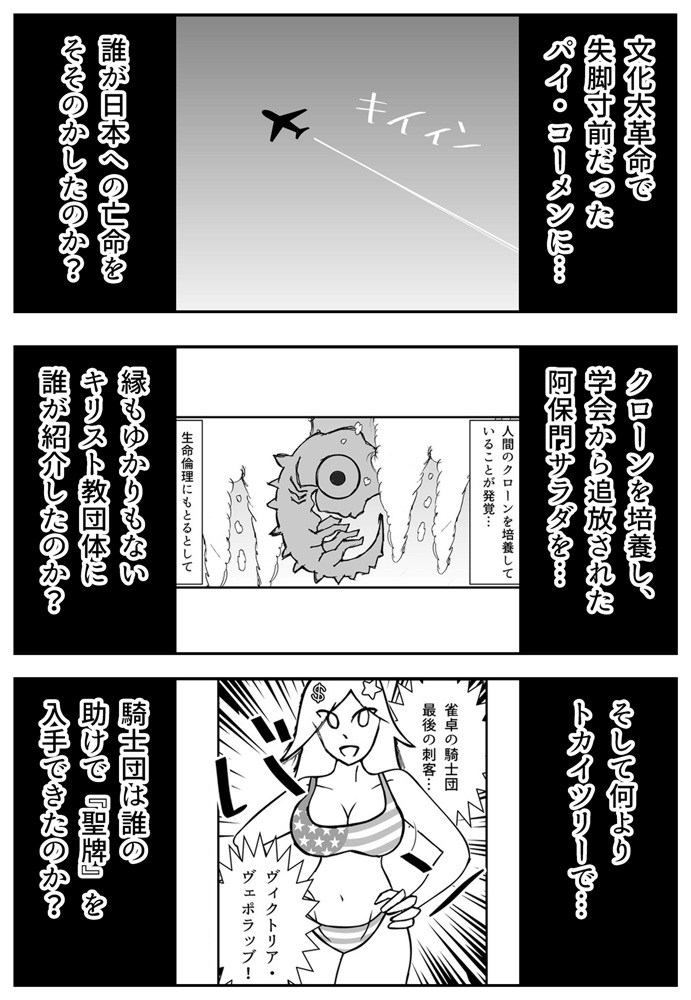 文化大革命で
失脚寸前だった
パイ・コーメンに…
キイィン
誰が日本への亡命を
そそのかしたのか？
クローンを培養し、
学会から追放された
阿保門サラダを…
人間のクローンを培養して
いることが発覚…
生命倫理にもとるとして
縁もゆかりもない
キリスト教団体に
誰が紹介したのか？
そして何より
トカイツリーで…
雀卓の騎士団
最後の刺客…
$
ばん
ヴィクトリア・
ヴェポラップ！
騎士団は誰の
助けで『聖牌』を
入手できたのか？